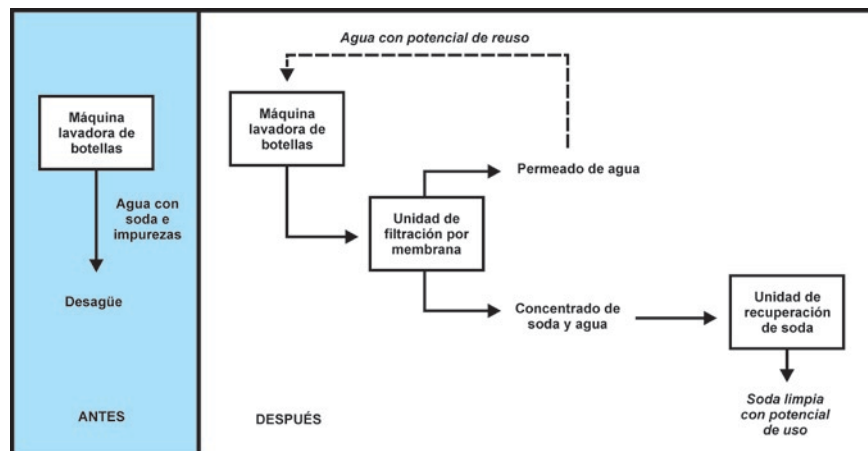 Máquina
lavadora de
botellas
Agua con
soda e
impurezas
Desagüe
ANTES
Agua con potencial de reuso
Máquina
lavadora de
botellas
Permeado de agua
Unidad de
filtración por
membrana
Concentrado de
soda y agua
Unidad de
recuperación
de soda
Soda limpia
con potencial
de uso
DESPUÉS